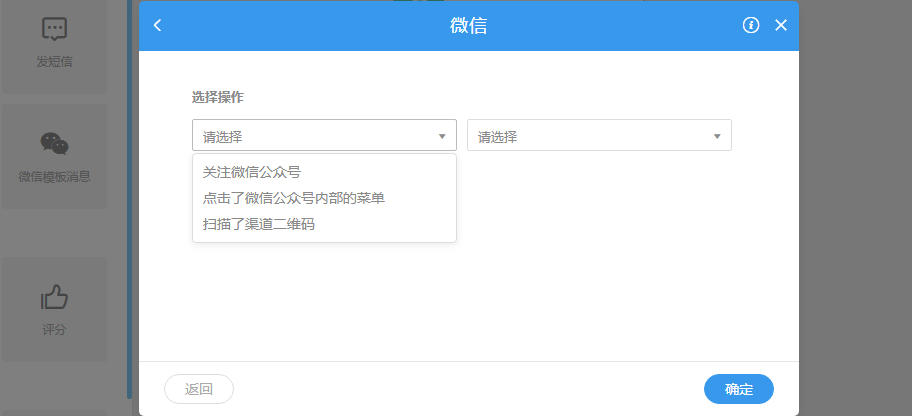 微信
发短信
微信模板消息
评分
选择操作
请选择
请选择
关注微信公众号
点击了微信公众号内部的菜单
扫描了渠道二维码
返回
确定